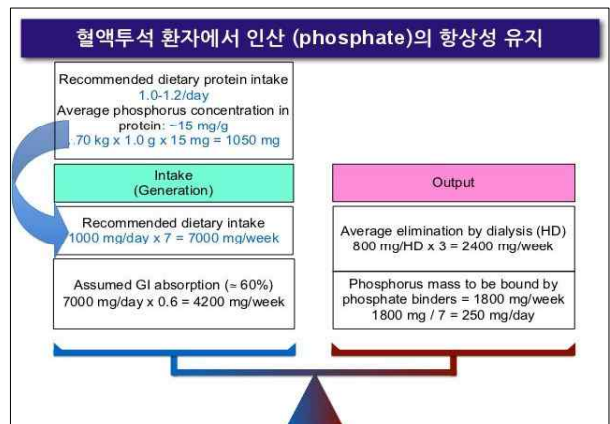 혈액투석 환자에서 인산 (phosphate)의 항상성 유지
Recommended dietary protein intake
1.0-1.2/day
Average phosphorus concentration in
protein: ~15 mg/g
70 kg x 1.0 g x 15 mg = 1050 mg
Intake
(Generation)
Recommended dietary intake
1000 mg/day x 7 = 7000 mg/week
Assumed GI absorption (≈ 60%)
7000 mg/day x 0.6 = 4200 mg/week
Output
Average elimination by dialysis (HD)
800 mg/HD x 3 = 2400 mg/week
Phosphorus mass to be bound by
phosphate binders = 1800 mg/week
1800 mg / 7 = 250 mg/day